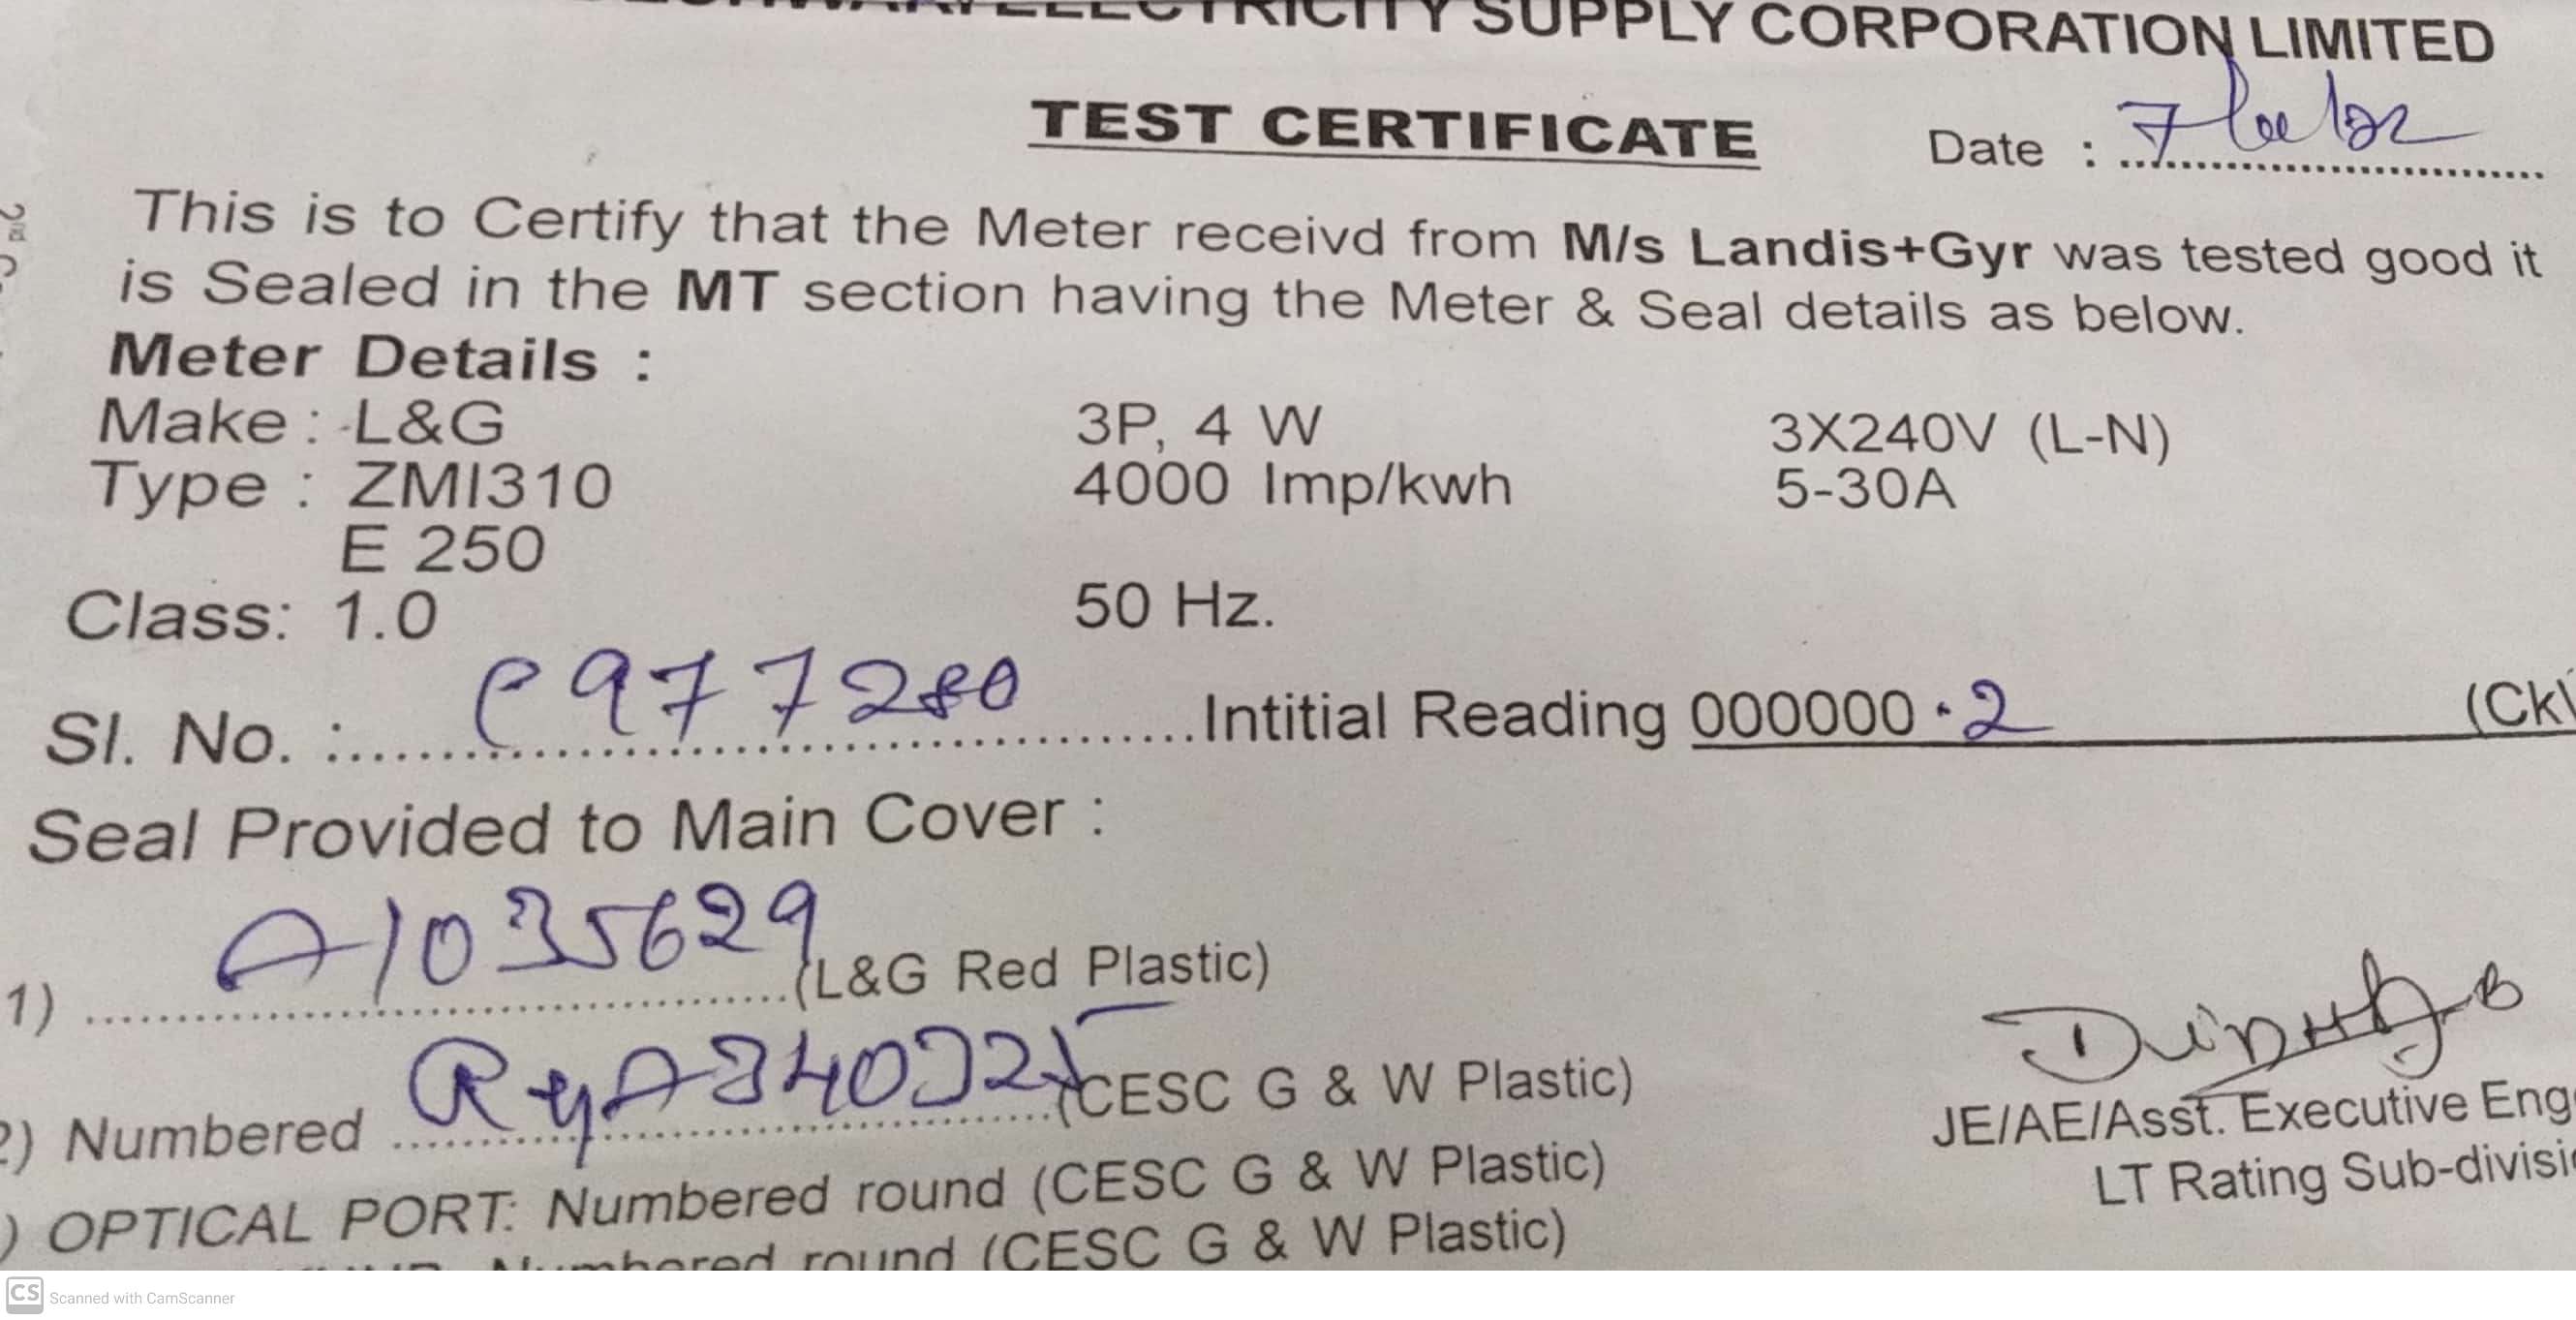 ELECTRICITY SUPPLY CORPORATION LIMITED
TEST CERTIFICATE
Date :
This is to Certify that the Meter receivd from M/s Landis+Gyr was tested good it
is Sealed in the MT section having the Meter & Seal details as below.
Meter Details :
Make : L&G 3P, 4 W 3X240V (L-N)
Type : ZMI310 4000 Imp/kwh 5-30A
E 250
Class: 1.0 50 Hz.
Sl. No. : C977280 Intitial Reading 000000.2 (Ck
Seal Provided to Main Cover :
1) A1035629 (L&G Red Plastic)
2) Numbered (CESC G & W Plastic)
JE/AE/Asst. Executive Eng
) OPTICAL PORT: Numbered round (CESC G & W Plastic)
LT Rating Sub-divisi
Numbered round (CESC G & W Plastic)
CS Scanned with CamScanner